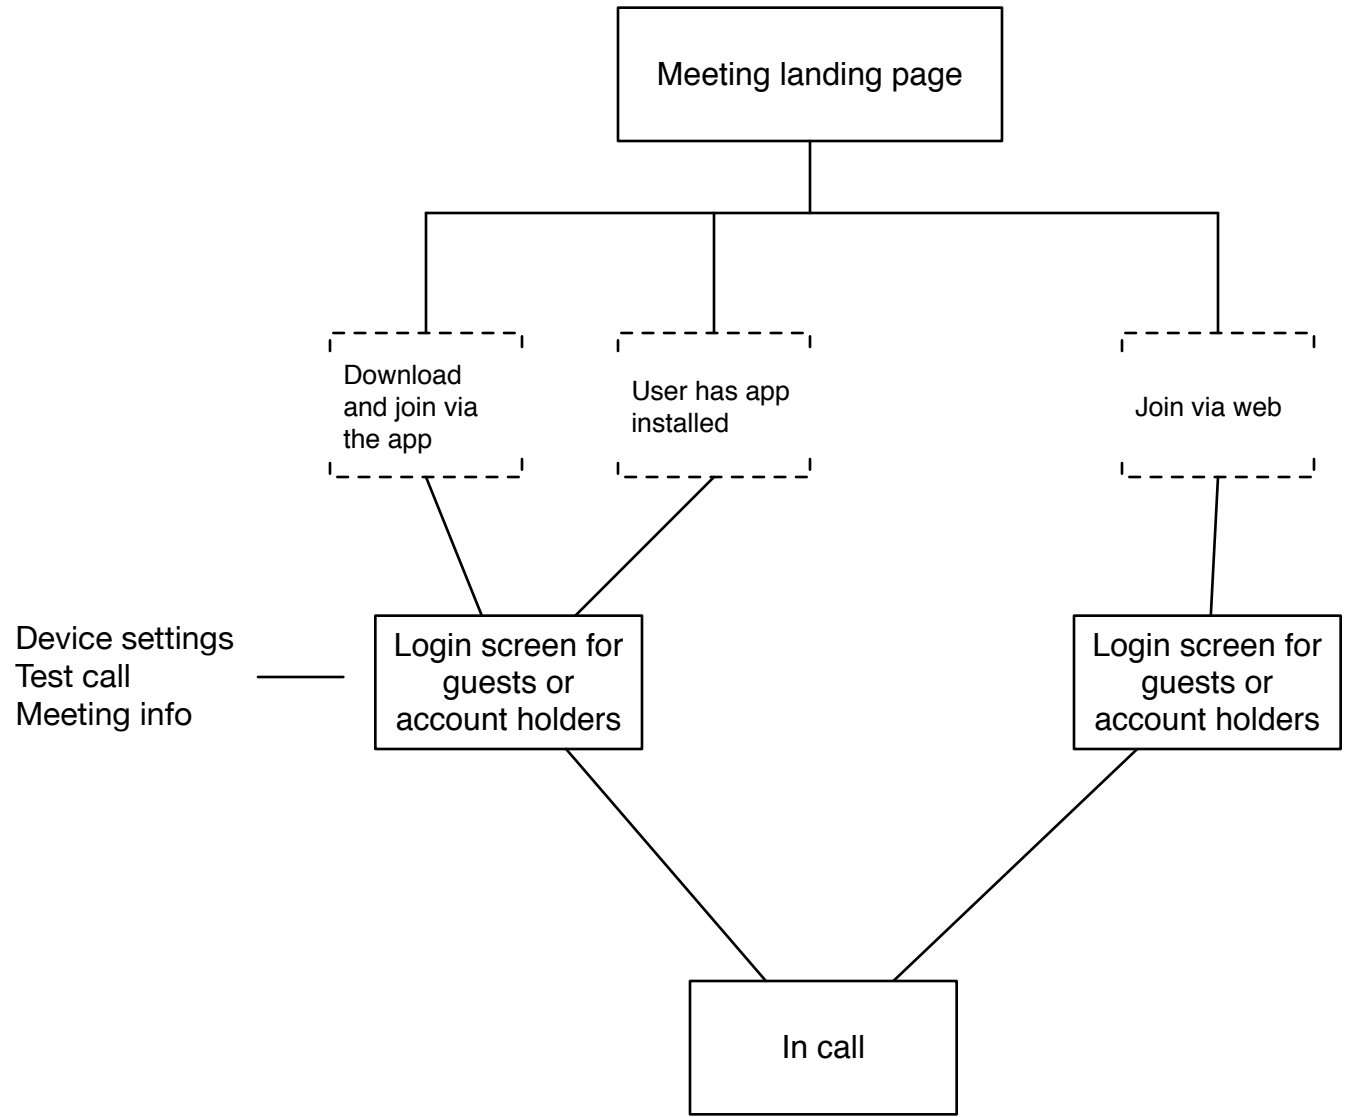 Meeting landing page
Download
and join via
the app
User has app
installed
Join via web
Device settings
Test call
Meeting info
Login screen for
guests or
account holders
Login screen for
guests or
account holders
In call